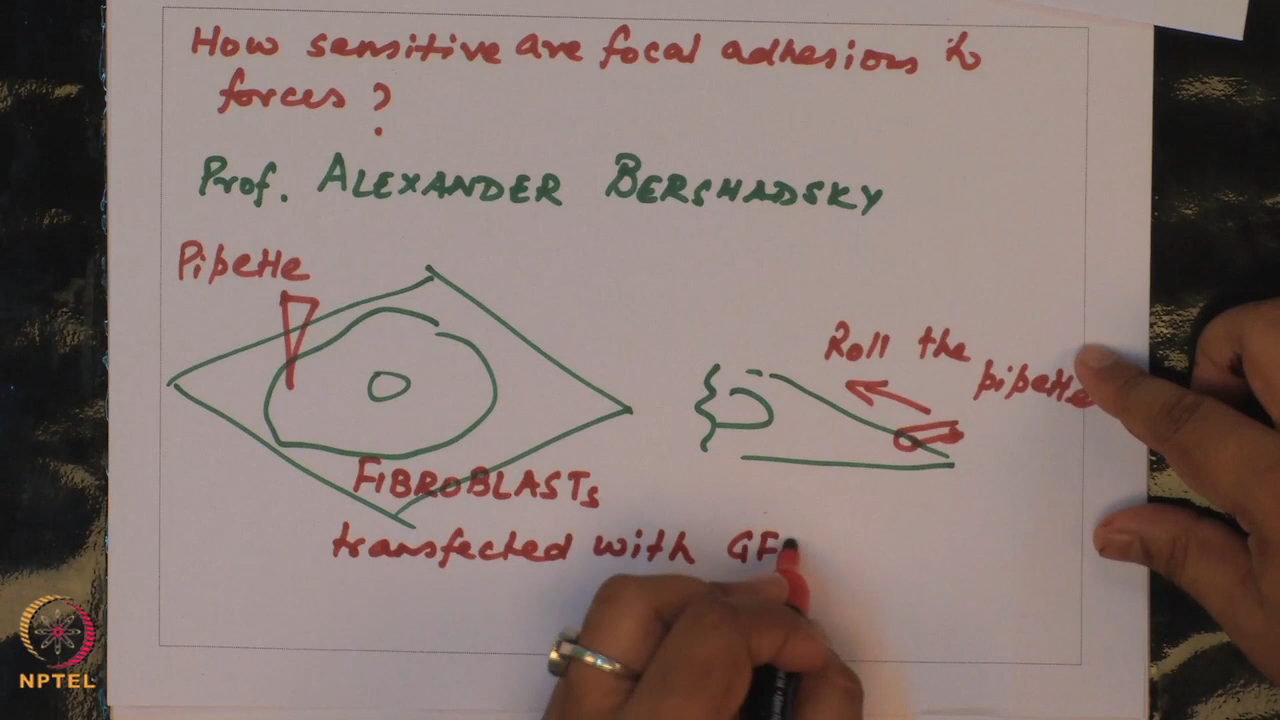 How sensitive are focal adhesions to
forces ?
Prof. ALEXANDER BERSHADSKY
Pipette
Roll the
pipette
FIBROBLASTS
transfected with GF
NPTEL